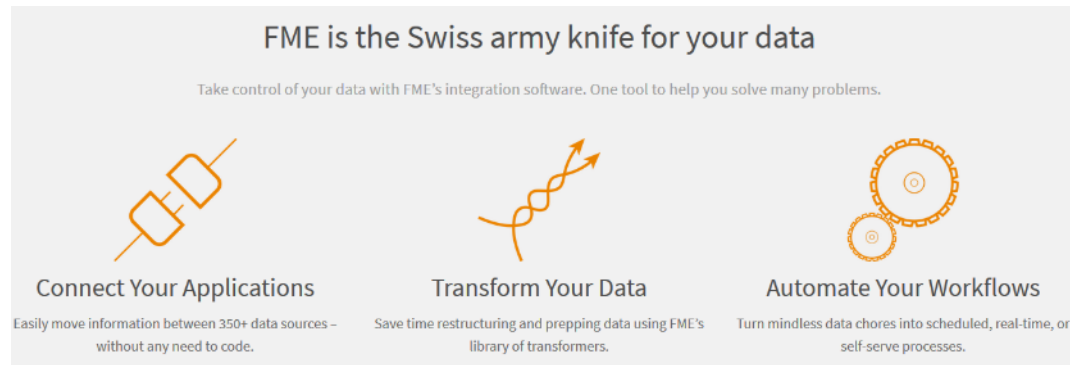 FME is the Swiss army knife for your data
Take control of your data with FME's integration software. One tool to help you solve many problems.
Connect Your Applications
Easily move information between 350+ data sources –
without any need to code.
Transform Your Data
Save time restructuring and prepping data using FME's
library of transformers.
Automate Your Workflows
Turn mindless data chores into scheduled, real-time, or
self-serve processes.